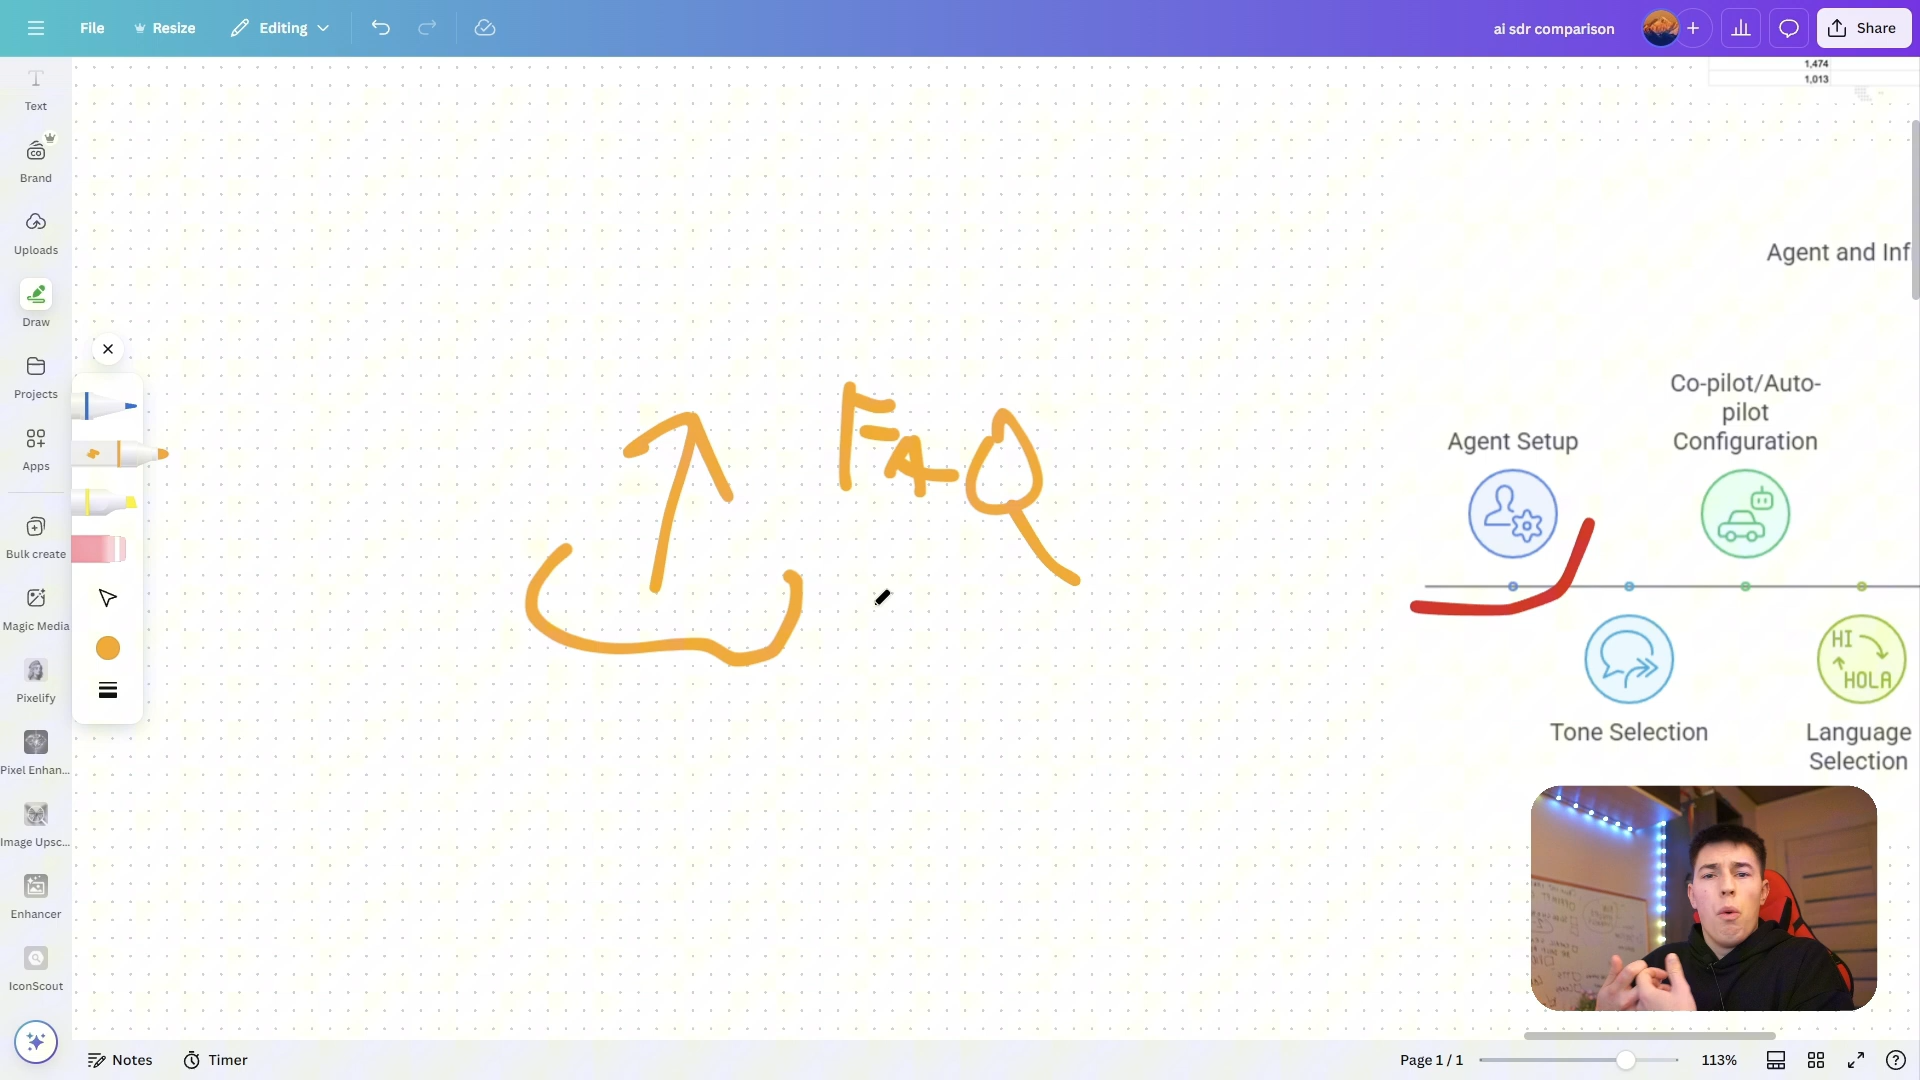 File
Resize
Editing
ai sdr comparison
Share
Text
Brand
Uploads
Draw
Projects
Apps
Bulk create
Magic Media
Pixelify
Pixel Enhan...
Image Upsc...
Enhancer
IconScout
FAQ
1,474
1,013
Agent and Inf
Agent Setup
Co-pilot/Auto-
pilot
Configuration
HI
HOLA
Tone Selection
Language
Selection
Notes
Timer
Page 1 / 1
113%